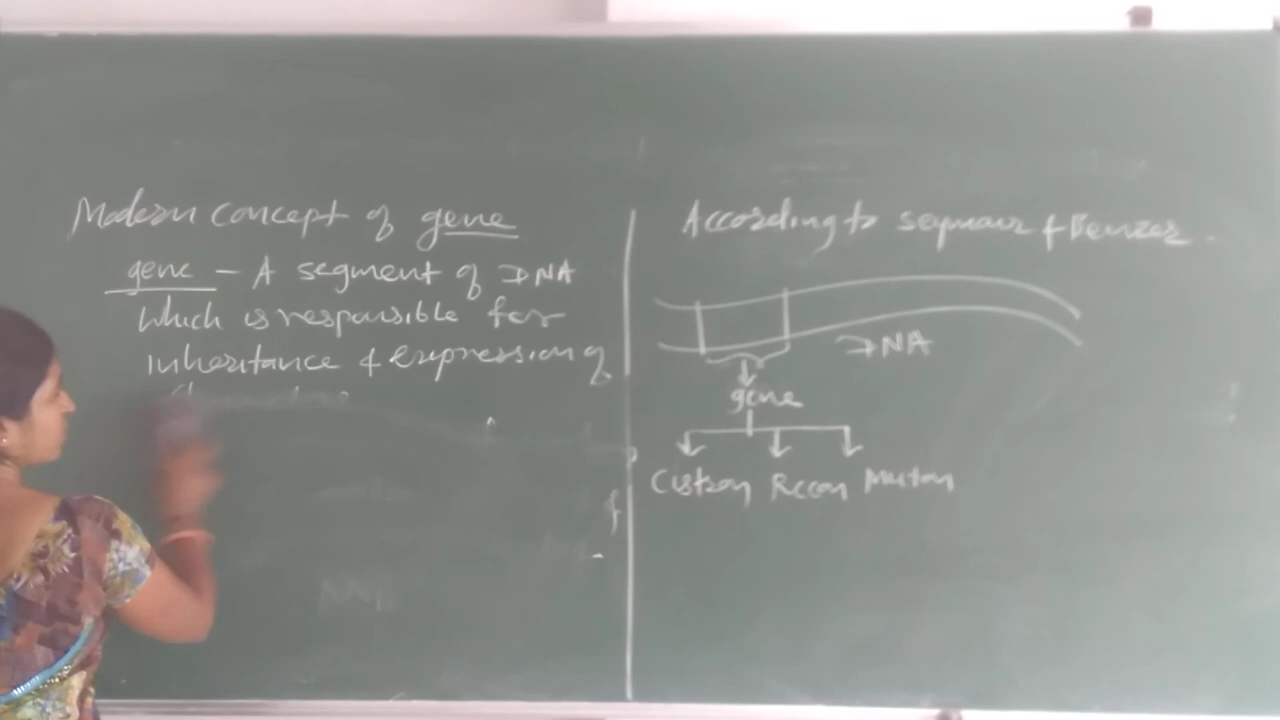 Modern concept of gene
gene – A segment of DNA
which is responsible for
inheritance & expression of
According to seymour & Benzer.
DNA
gene
Cistron Recon Muton